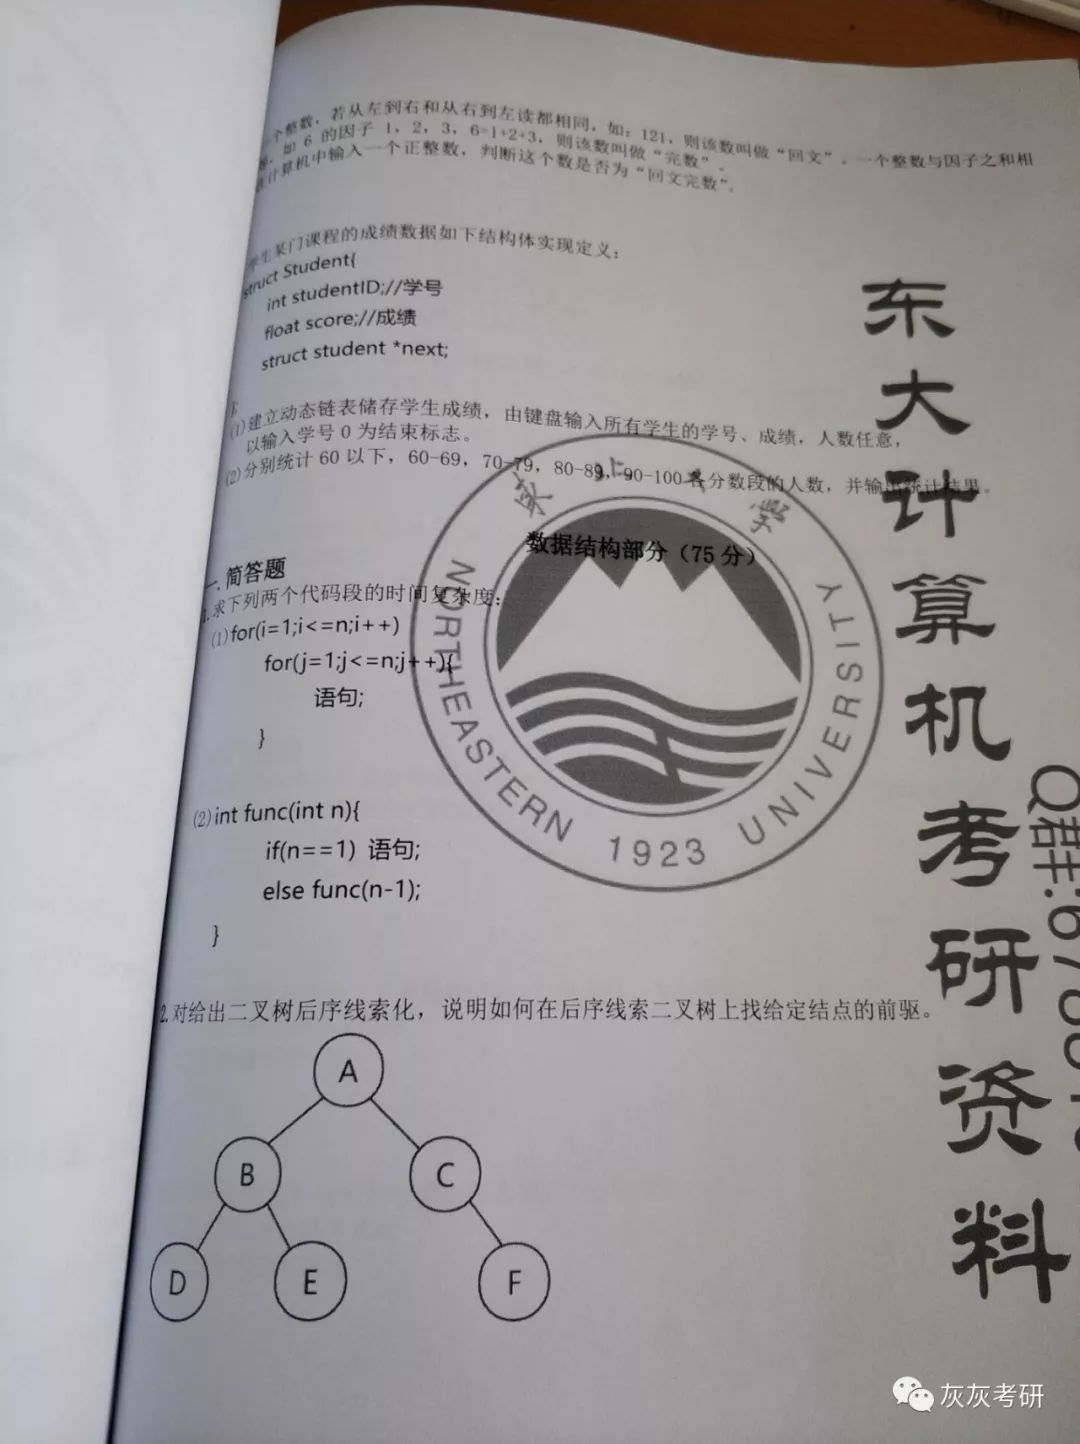 个整数，若从左到右和从右到左读都相同，如：121，则该数叫做“回文”，一个整数与因子之和相
，如 6 的因子 1，2，3，6=1+2+3，则该数叫做“完数”。
计算机中输入一个正整数，判断这个数是否为“回文完数”。
学生某门课程的成绩数据如下结构体实现定义：
struct Student{
int studentID;//学号
float score;//成绩
struct student *next;
};
(1)建立动态链表储存学生成绩，由键盘输入所有学生的学号、成绩，人数任意，
以输入学号 0 为结束标志。
(2)分别统计 60 以下，60-69，70-79，80-89，90-100 各分数段的人数，并输出统计结果。
数据结构部分（75 分）
一.简答题
1.求下列两个代码段的时间复杂度：
(1)for(i=1;i<=n;i++)
for(j=1;j<=n;j++){
语句;
}
(2)int func(int n){
if(n==1) 语句;
else func(n-1);
}
2.对给出二叉树后序线索化，说明如何在后序线索二叉树上找给定结点的前驱。
A
B
C
D
E
F
NORTHEASTERN 1923 UNIVERSITY
东大计算机考研资料
Q群:
灰灰考研